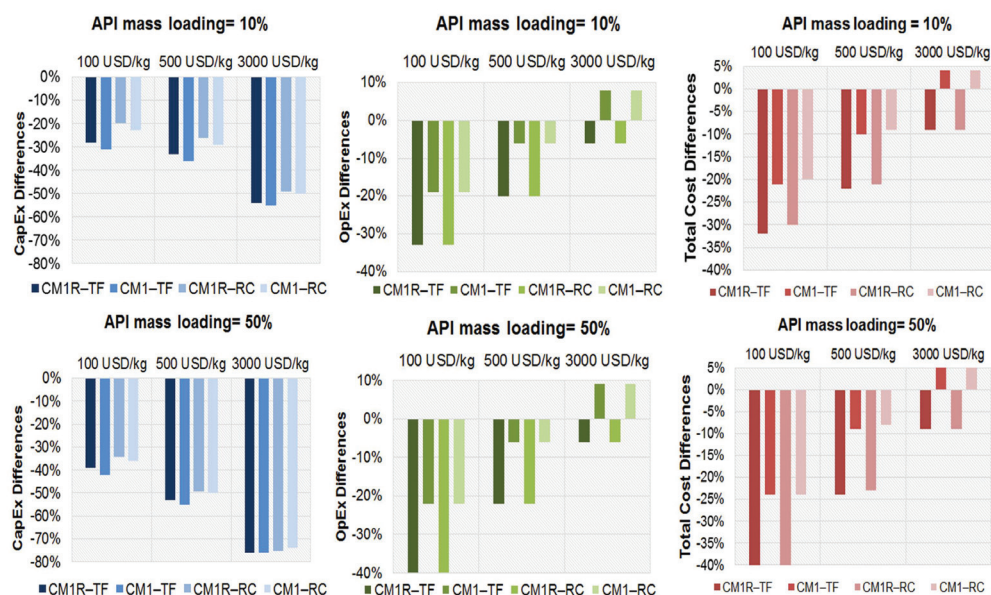 API mass loading= 10%
100 USD/kg 500 USD/kg 3000 USD/kg
0%
-10%
-20%
-30%
-40%
-50%
-60%
-70%
-80%
CapEx Differences
CM1R–TF CM1–TF CM1R–RC CM1–RC
API mass loading= 10%
100 USD/kg 500 USD/kg 3000 USD/kg
10%
0%
-10%
-20%
-30%
-40%
OpEx Differences
CM1R–TF CM1–TF CM1R–RC CM1–RC
API mass loading = 10%
100 USD/kg 500 USD/kg 3000 USD/kg
5%
0%
-5%
-10%
-15%
-20%
-25%
-30%
-35%
-40%
Total Cost Differences
CM1R–TF CM1–TF CM1R–RC CM1–RC
API mass loading= 50%
100 USD/kg 500 USD/kg 3000 USD/kg
0%
-10%
-20%
-30%
-40%
-50%
-60%
-70%
-80%
CapEx Differences
CM1R–TF CM1–TF CM1R–RC CM1–RC
API mass loading= 50%
100 USD/kg 500 USD/kg 3000 USD/kg
10%
0%
-10%
-20%
-30%
-40%
OpEx Differences
CM1R–TF CM1–TF CM1R–RC CM1–RC
API mass loading= 50%
100 USD/kg 500 USD/kg 3000 USD/kg
5%
0%
-5%
-10%
-15%
-20%
-25%
-30%
-35%
-40%
Total Cost Differences
CM1R–TF CM1–TF CM1R–RC CM1–RC